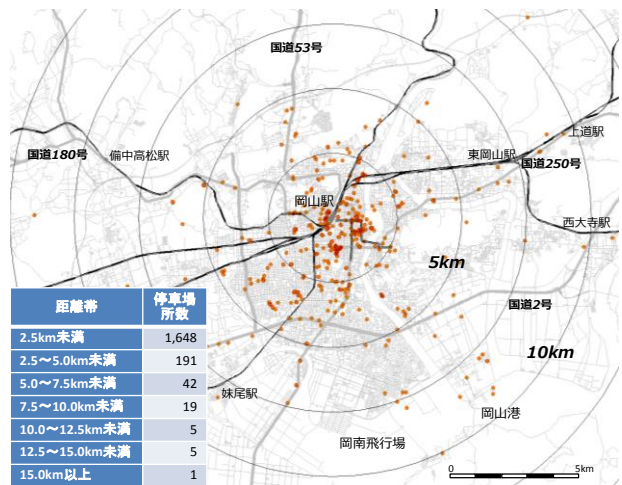 国道53号
上道駅
国道180号
備中高松駅
東岡山駅
国道250号
岡山駅
西大寺駅
5km
国道2号
10km
妹尾駅
岡山港
岡南飛行場
0 5km
距離帯 停車場所数
2.5km未満 1,648
2.5～5.0km未満 191
5.0～7.5km未満 42
7.5～10.0km未満 19
10.0～12.5km未満 5
12.5～15.0km未満 5
15.0km以上 1